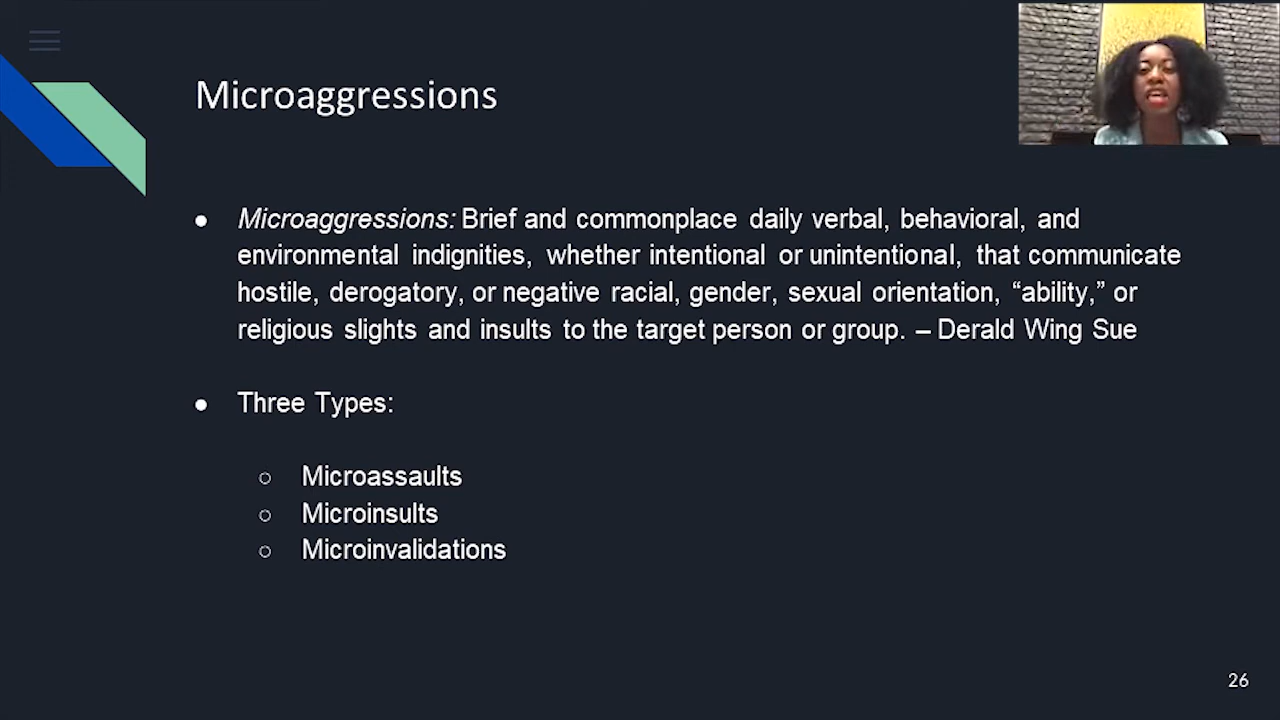 Microaggressions
● Microaggressions: Brief and commonplace daily verbal, behavioral, and
environmental indignities, whether intentional or unintentional, that communicate
hostile, derogatory, or negative racial, gender, sexual orientation, “ability,” or
religious slights and insults to the target person or group. – Derald Wing Sue
● Three Types:
○ Microassaults
○ Microinsults
○ Microinvalidations
26